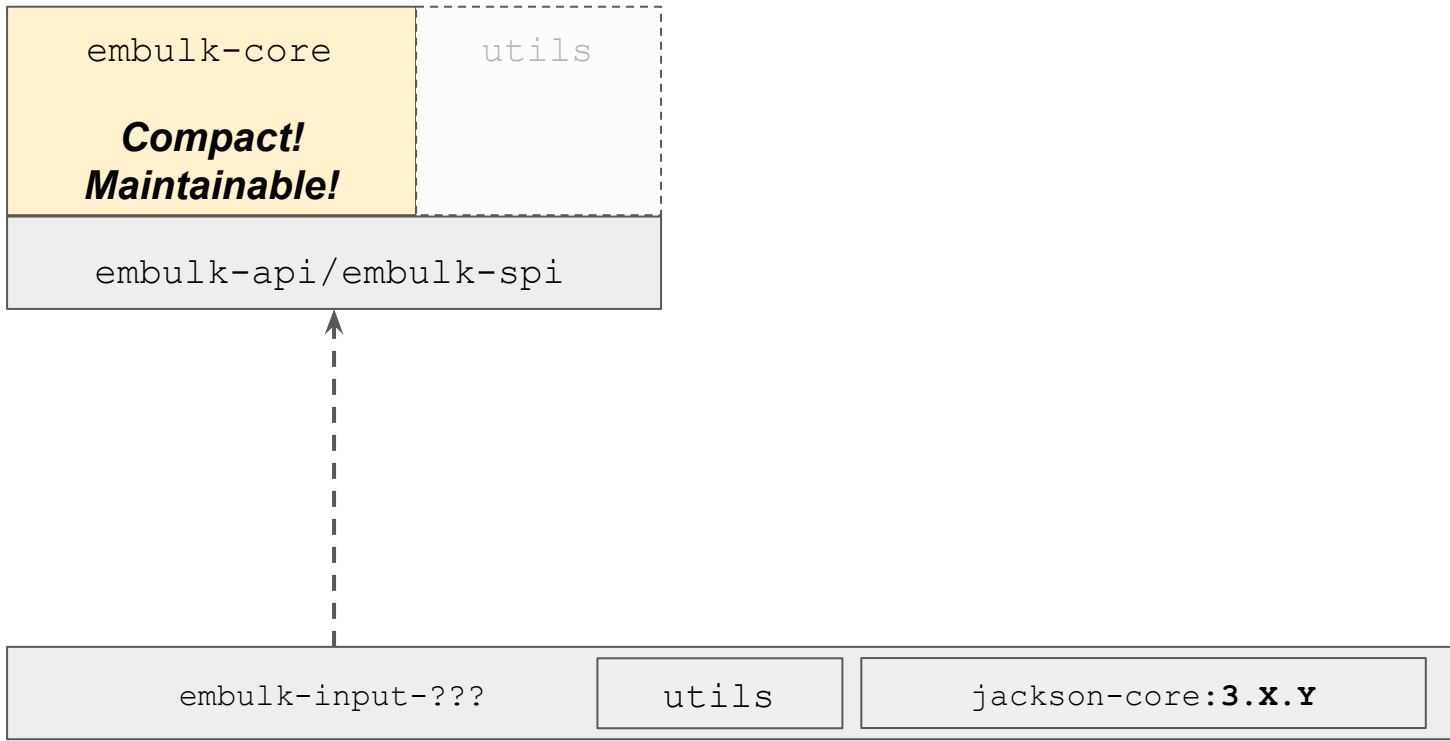 embulk-core
utils
Compact!
Maintainable!
embulk-api/embulk-spi
embulk-input-???
utils
jackson-core:3.X.Y